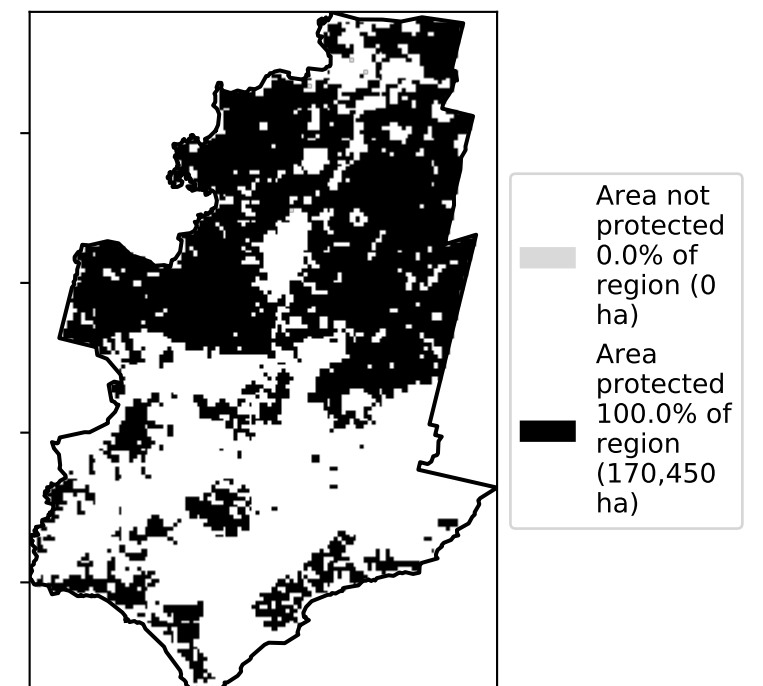 Area not
protected
0.0% of
region (0
ha)
Area
protected
100.0% of
region
(170,450
ha)